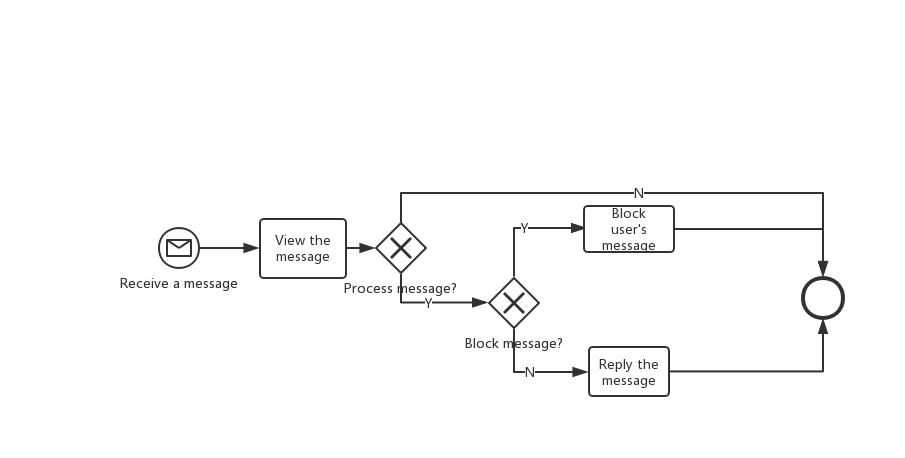 N
Block
user's
message
Y
View the
message
Receive a message
Process message?
Y
Block message?
N
Reply the
message